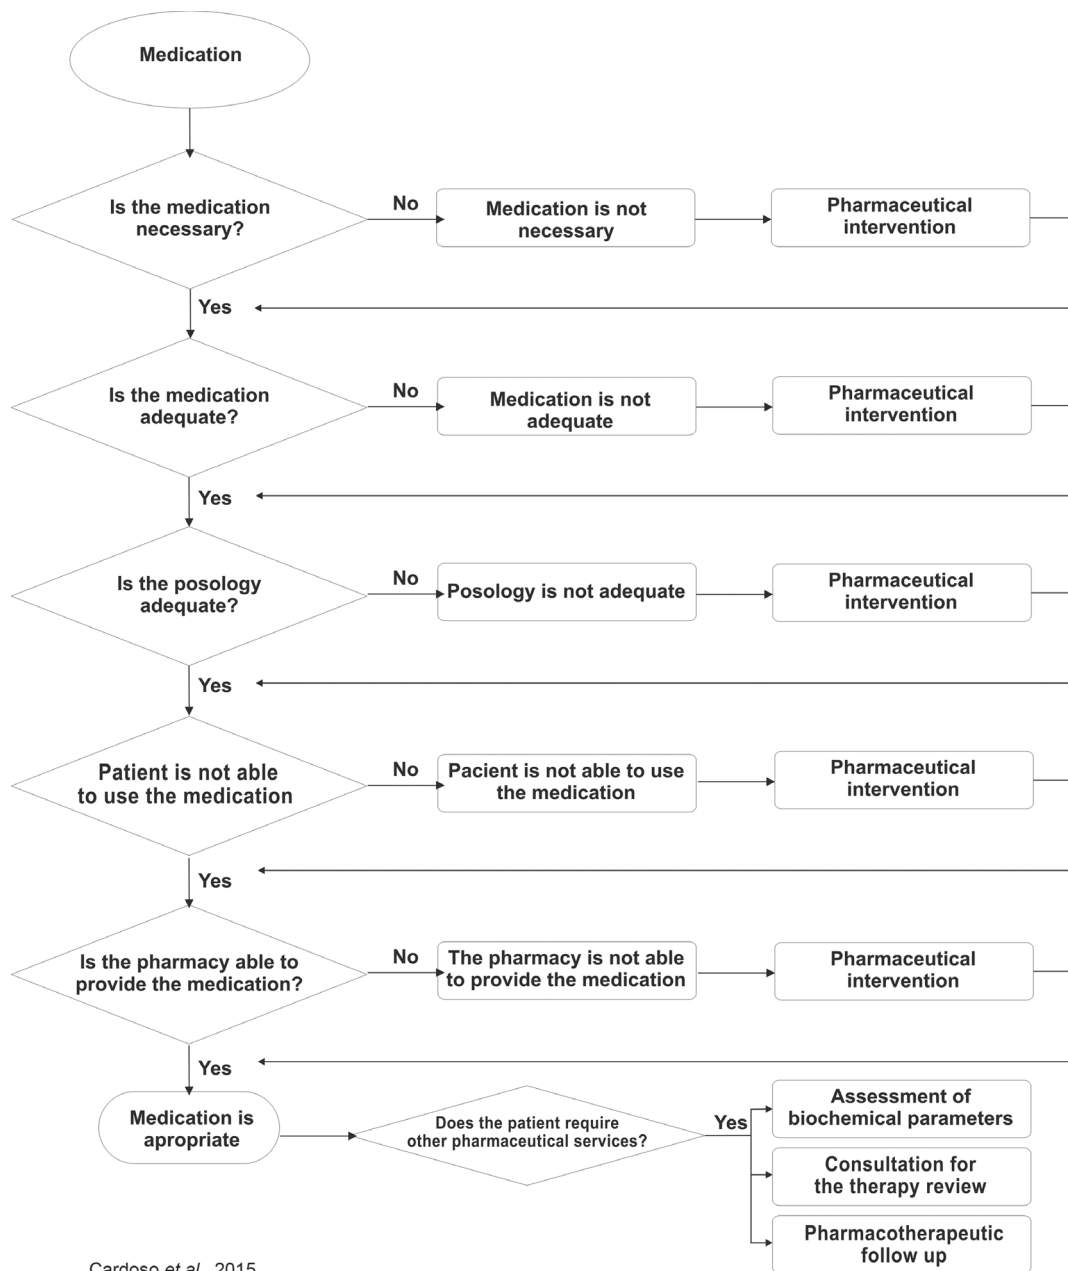 Medication
Is the medication
necessary?
No
Medication is not
necessary
Pharmaceutical
intervention
Yes
Is the medication
adequate?
No
Medication is not
adequate
Pharmaceutical
intervention
Yes
Is the posology
adequate?
No
Posology is not adequate
Pharmaceutical
intervention
Yes
Patient is not able
to use the medication
No
Pacient is not able to use
the medication
Pharmaceutical
intervention
Yes
Is the pharmacy able to
provide the medication?
No
The pharmacy is not able
to provide the medication
Pharmaceutical
intervention
Yes
Medication is
apropriate
Does the patient require
other pharmaceutical services?
Yes
Assessment of
biochemical parameters
Consultation for
the therapy review
Pharmacotherapeutic
follow up
Cardoso et al., 2015